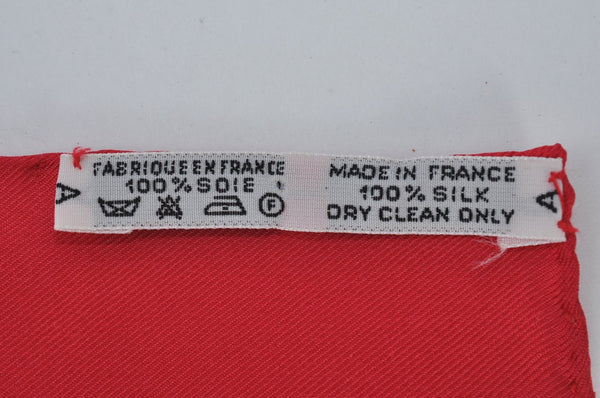 A
FABRIQUE EN FRANCE
100% SOIE
F
MADE IN FRANCE
100% SILK
DRY CLEAN ONLY
A